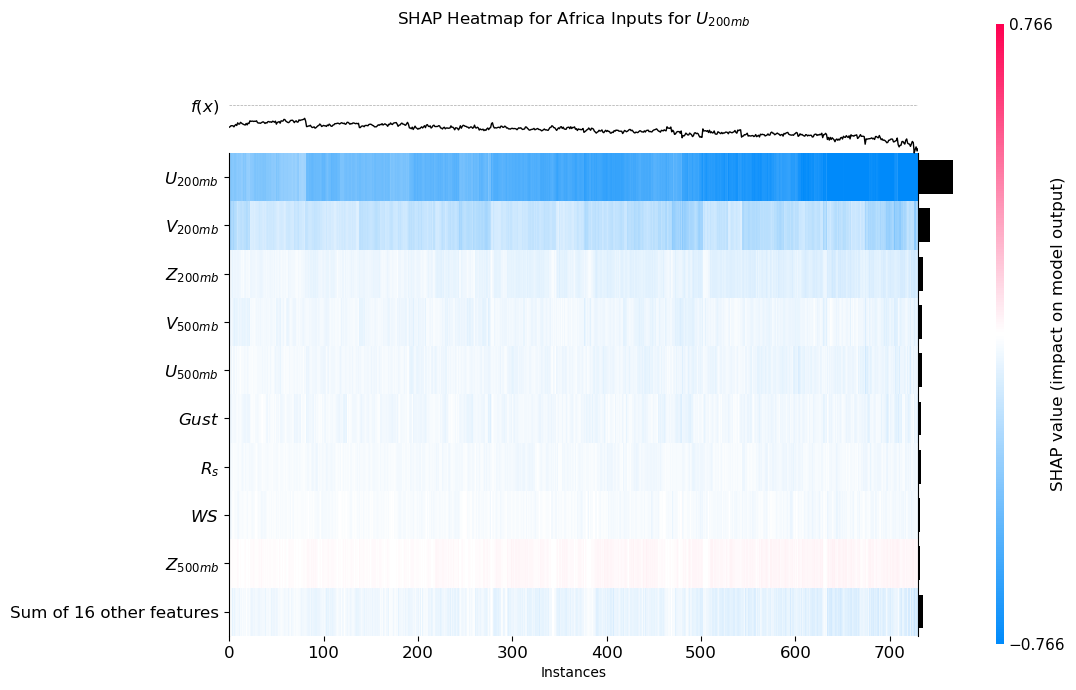 SHAP Heatmap for Africa Inputs for U200mb
0.766
f(x)
U200mb
V200mb
Z200mb
V500mb
U500mb
Gust
Rs
WS
Z500mb
Sum of 16 other features
SHAP value (impact on model output)
−0.766
0 100 200 300 400 500 600 700
Instances